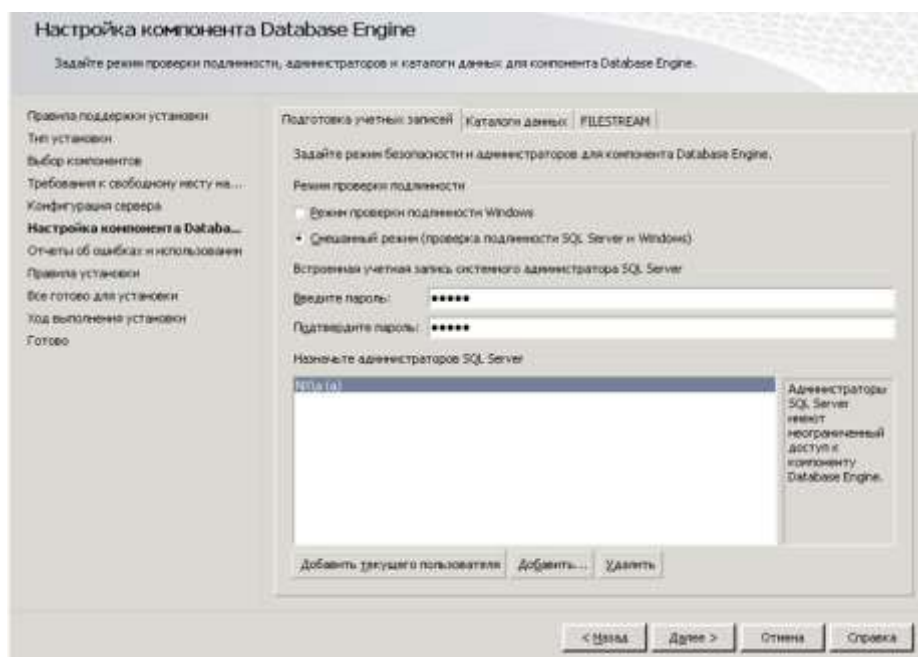 Настройка компонента Database Engine
Задайте режим проверки подлинности, администраторов и каталоги данных для компонента Database Engine.
Правила поддержки установки
Тип установки
Выбор компонентов
Требования к свободному месту на...
Конфигурация сервера
Настройка компонента Databa...
Отчеты об ошибках и использовании
Правила установки
Все готово для установки
Ход выполнения установки
Готово
Подготовка учетных записей
Каталоги данных
FILESTREAM
Задайте режим безопасности и администраторов для компонента Database Engine.
Режим проверки подлинности
Режим проверки подлинности Windows
Смешанный режим (проверка подлинности SQL Server и Windows)
Встроенная учетная запись системного администратора SQL Server
Введите пароль: •••••
Подтвердите пароль: •••••
Назначьте администраторов SQL Server
Администраторы
SQL Server
имеют
неограниченный
доступ к
компоненту
Database Engine.
Добавить текущего пользователя
Добавить...
Удалить
< Назад
Далее >
Отмена
Справка